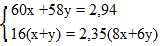 60x +58y = 2,94
16(x+y) = 2,35(8x+6y)